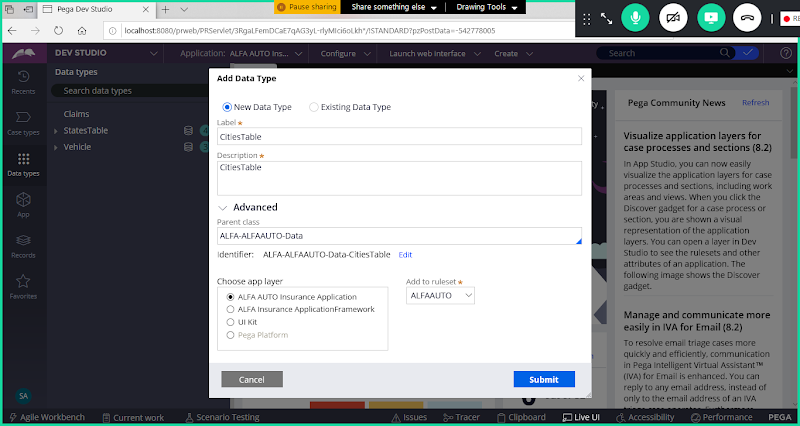 Pause sharing
Share something else
Drawing Tools
Pega Dev Studio
localhost:8080/prweb/PRServlet/
!STANDARD?pzPostData=-542778005
DEV STUDIO
Application: ALFA AUTO Ins...
Configure
Launch web interface
Create
Search
Recents
Case types
Data types
App
Records
Favorites
SA
Data types
Search data types
Claims
StatesTable
Vehicle
Add Data Type
New Data Type
Existing Data Type
Label
CitiesTable
Description
CitiesTable
Advanced
Parent class
ALFA-ALFAAUTO-Data
Identifier: ALFA-ALFAAUTO-Data-CitiesTable Edit
Choose app layer
ALFA AUTO Insurance Application
ALFA Insurance ApplicationFramework
UI Kit
Pega Platform
Add to ruleset
ALFAAUTO
Cancel
Submit
Pega Community News
Refresh
Visualize application layers for
case processes and sections (8.2)
In App Studio, you can now easily
visualize the application layers for
case processes and sections, including work
areas and views. When you click the
Discover gadget for a case process or
section, you are shown a visual
representation of the application
layers. You can open a layer in Dev
Studio to see the rulesets and other
attributes of an application. The
following image shows the Discover
gadget.
Manage and communicate more
easily in IVA for Email (8.2)
To resolve email triage cases more
quickly and efficiently, communication
in Pega Intelligent Virtual Assistant™
(IVA) for Email is enhanced. You can
reply to any email address, instead of
only to the email address of an IVA
Agile Workbench
Current work
Scenario Testing
Issues
Tracer
Clipboard
Live UI
Accessibility
Performance
PEGA